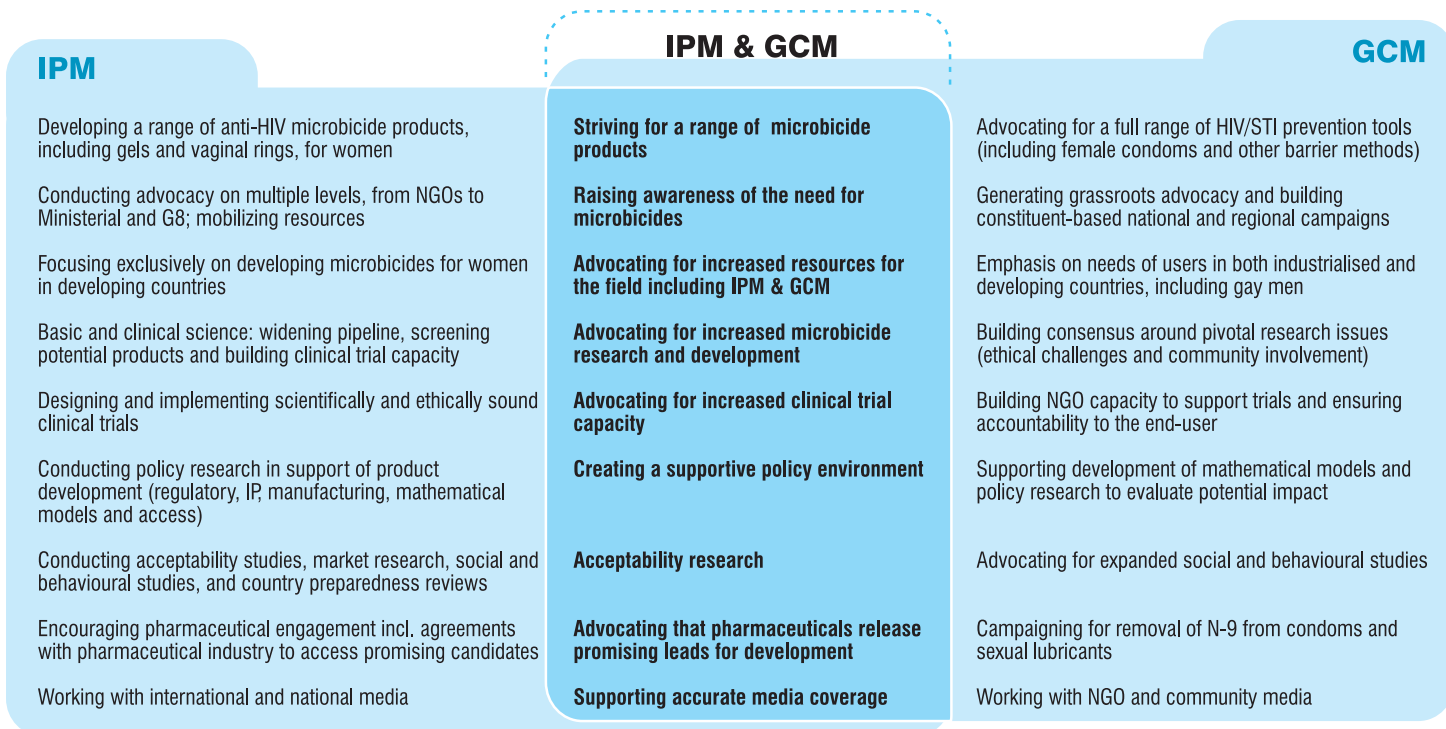 IPM
IPM & GCM
GCM
Developing a range of anti-HIV microbicide products,
including gels and vaginal rings, for women
Striving for a range of microbicide
products
Advocating for a full range of HIV/STI prevention tools
(including female condoms and other barrier methods)
Conducting advocacy on multiple levels, from NGOs to
Ministerial and G8; mobilizing resources
Raising awareness of the need for
microbicides
Generating grassroots advocacy and building
constituent-based national and regional campaigns
Focusing exclusively on developing microbicides for women
in developing countries
Advocating for increased resources for
the field including IPM & GCM
Emphasis on needs of users in both industrialised and
developing countries, including gay men
Basic and clinical science: widening pipeline, screening
potential products and building clinical trial capacity
Advocating for increased microbicide
research and development
Building consensus around pivotal research issues
(ethical challenges and community involvement)
Designing and implementing scientifically and ethically sound
clinical trials
Advocating for increased clinical trial
capacity
Building NGO capacity to support trials and ensuring
accountability to the end-user
Conducting policy research in support of product
development (regulatory, IP, manufacturing, mathematical
models and access)
Creating a supportive policy environment
Supporting development of mathematical models and
policy research to evaluate potential impact
Conducting acceptability studies, market research, social and
behavioural studies, and country preparedness reviews
Acceptability research
Advocating for expanded social and behavioural studies
Encouraging pharmaceutical engagement incl. agreements
with pharmaceutical industry to access promising candidates
Advocating that pharmaceuticals release
promising leads for development
Campaigning for removal of N-9 from condoms and
sexual lubricants
Working with international and national media
Supporting accurate media coverage
Working with NGO and community media